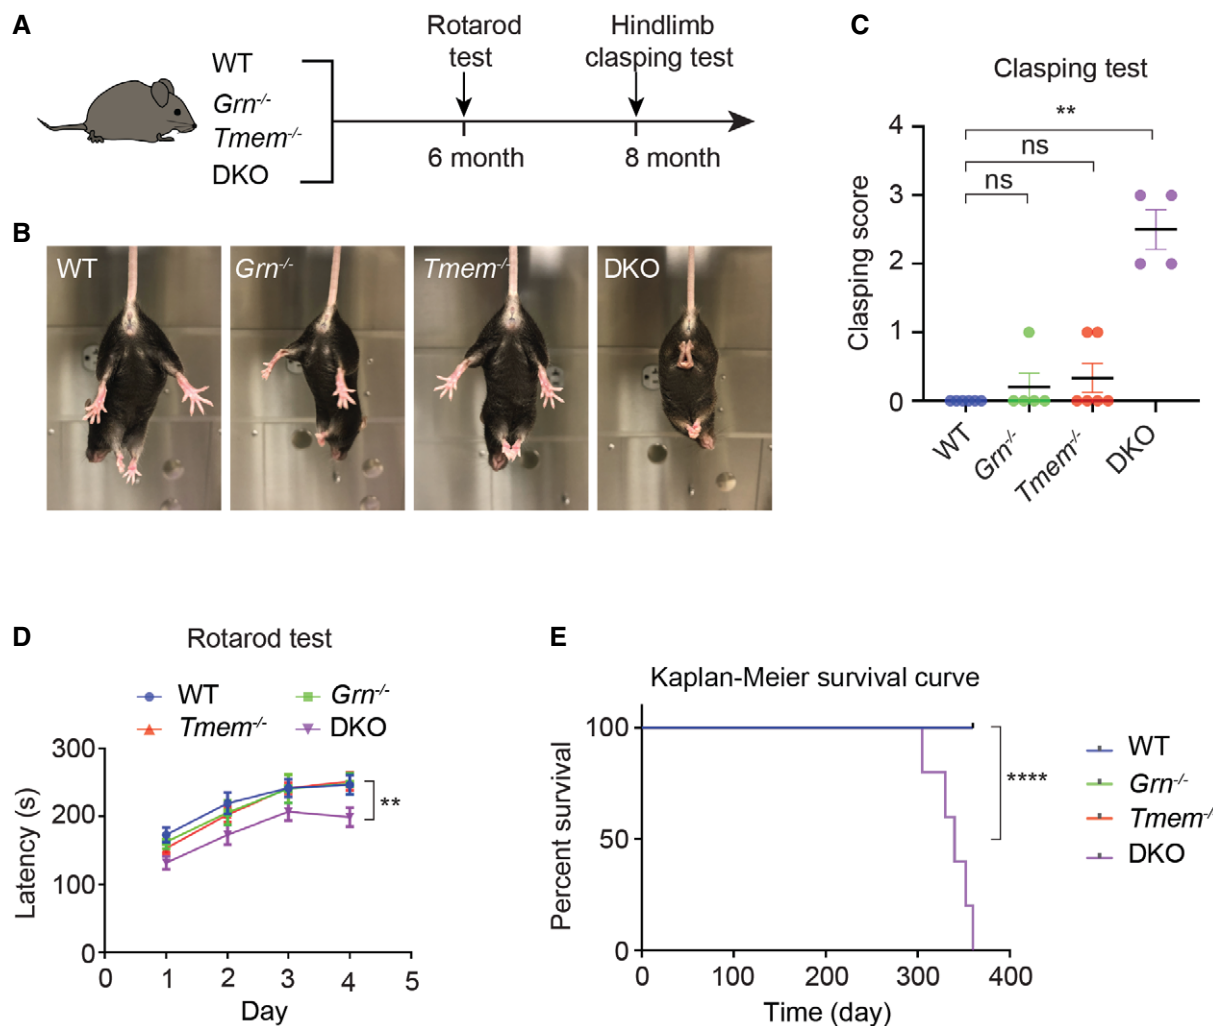 A
WT
Grn-/-
Tmem-/-
DKO
Rotarod
test
Hindlimb
clasping test
6 month
8 month
B
WT
Grn-/-
Tmem-/-
DKO
C
Clasping test
**
ns
ns
Clasping score
4
3
2
1
0
WT
Grn-/-
Tmem-/-
DKO
D
Rotarod test
WT
Grn-/-
Tmem-/-
DKO
Latency (s)
300
200
100
0
**
0 1 2 3 4 5
Day
E
Kaplan-Meier survival curve
Percent survival
100
50
0
****
WT
Grn-/-
Tmem-/
DKO
0 100 200 300 400
Time (day)